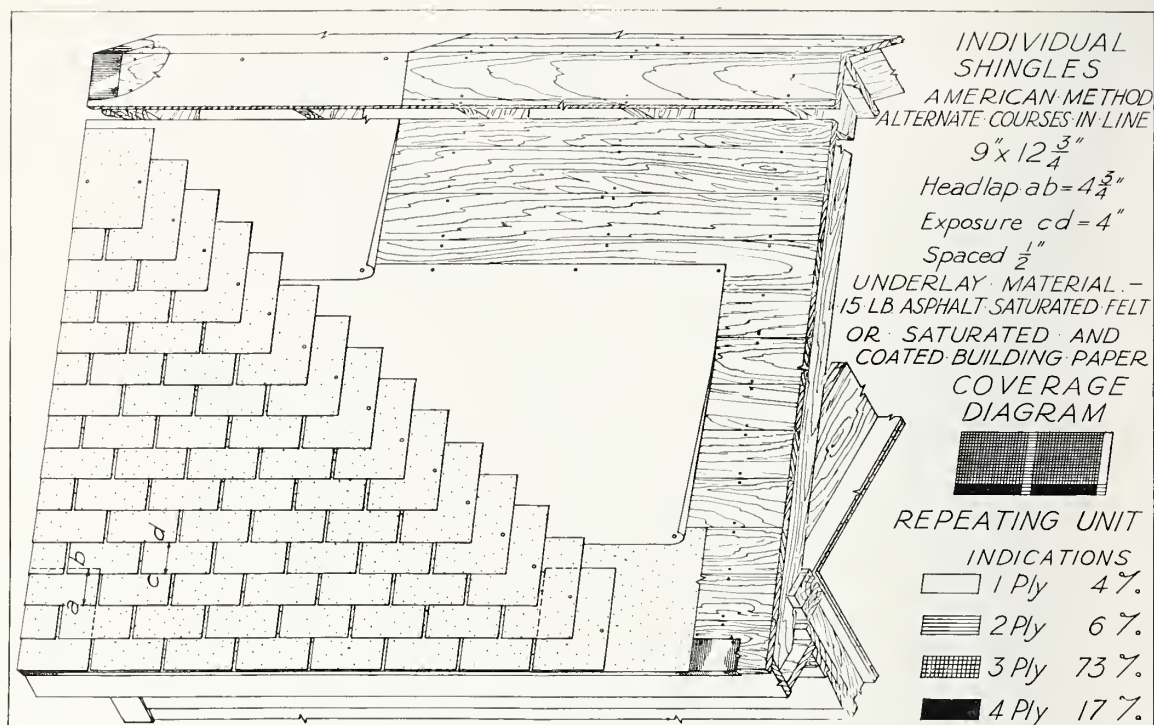 INDIVIDUAL
SHINGLES
AMERICAN·METHOD
ALTERNATE·COURSES·IN·LINE
9"x 12 3/4"
Headlap·ab=4 3/4"
Exposure cd=4"
Spaced 1/2"
UNDERLAY·MATERIAL.-
15·LB·ASPHALT·SATURATED·FELT
OR·SATURATED·AND
COATED·BUILDING·PAPER
COVERAGE
DIAGRAM
REPEATING UNIT
INDICATIONS
1 Ply 4%.
2 Ply 6%.
3 Ply 73%.
4 Ply 17%.
d
b
c
a